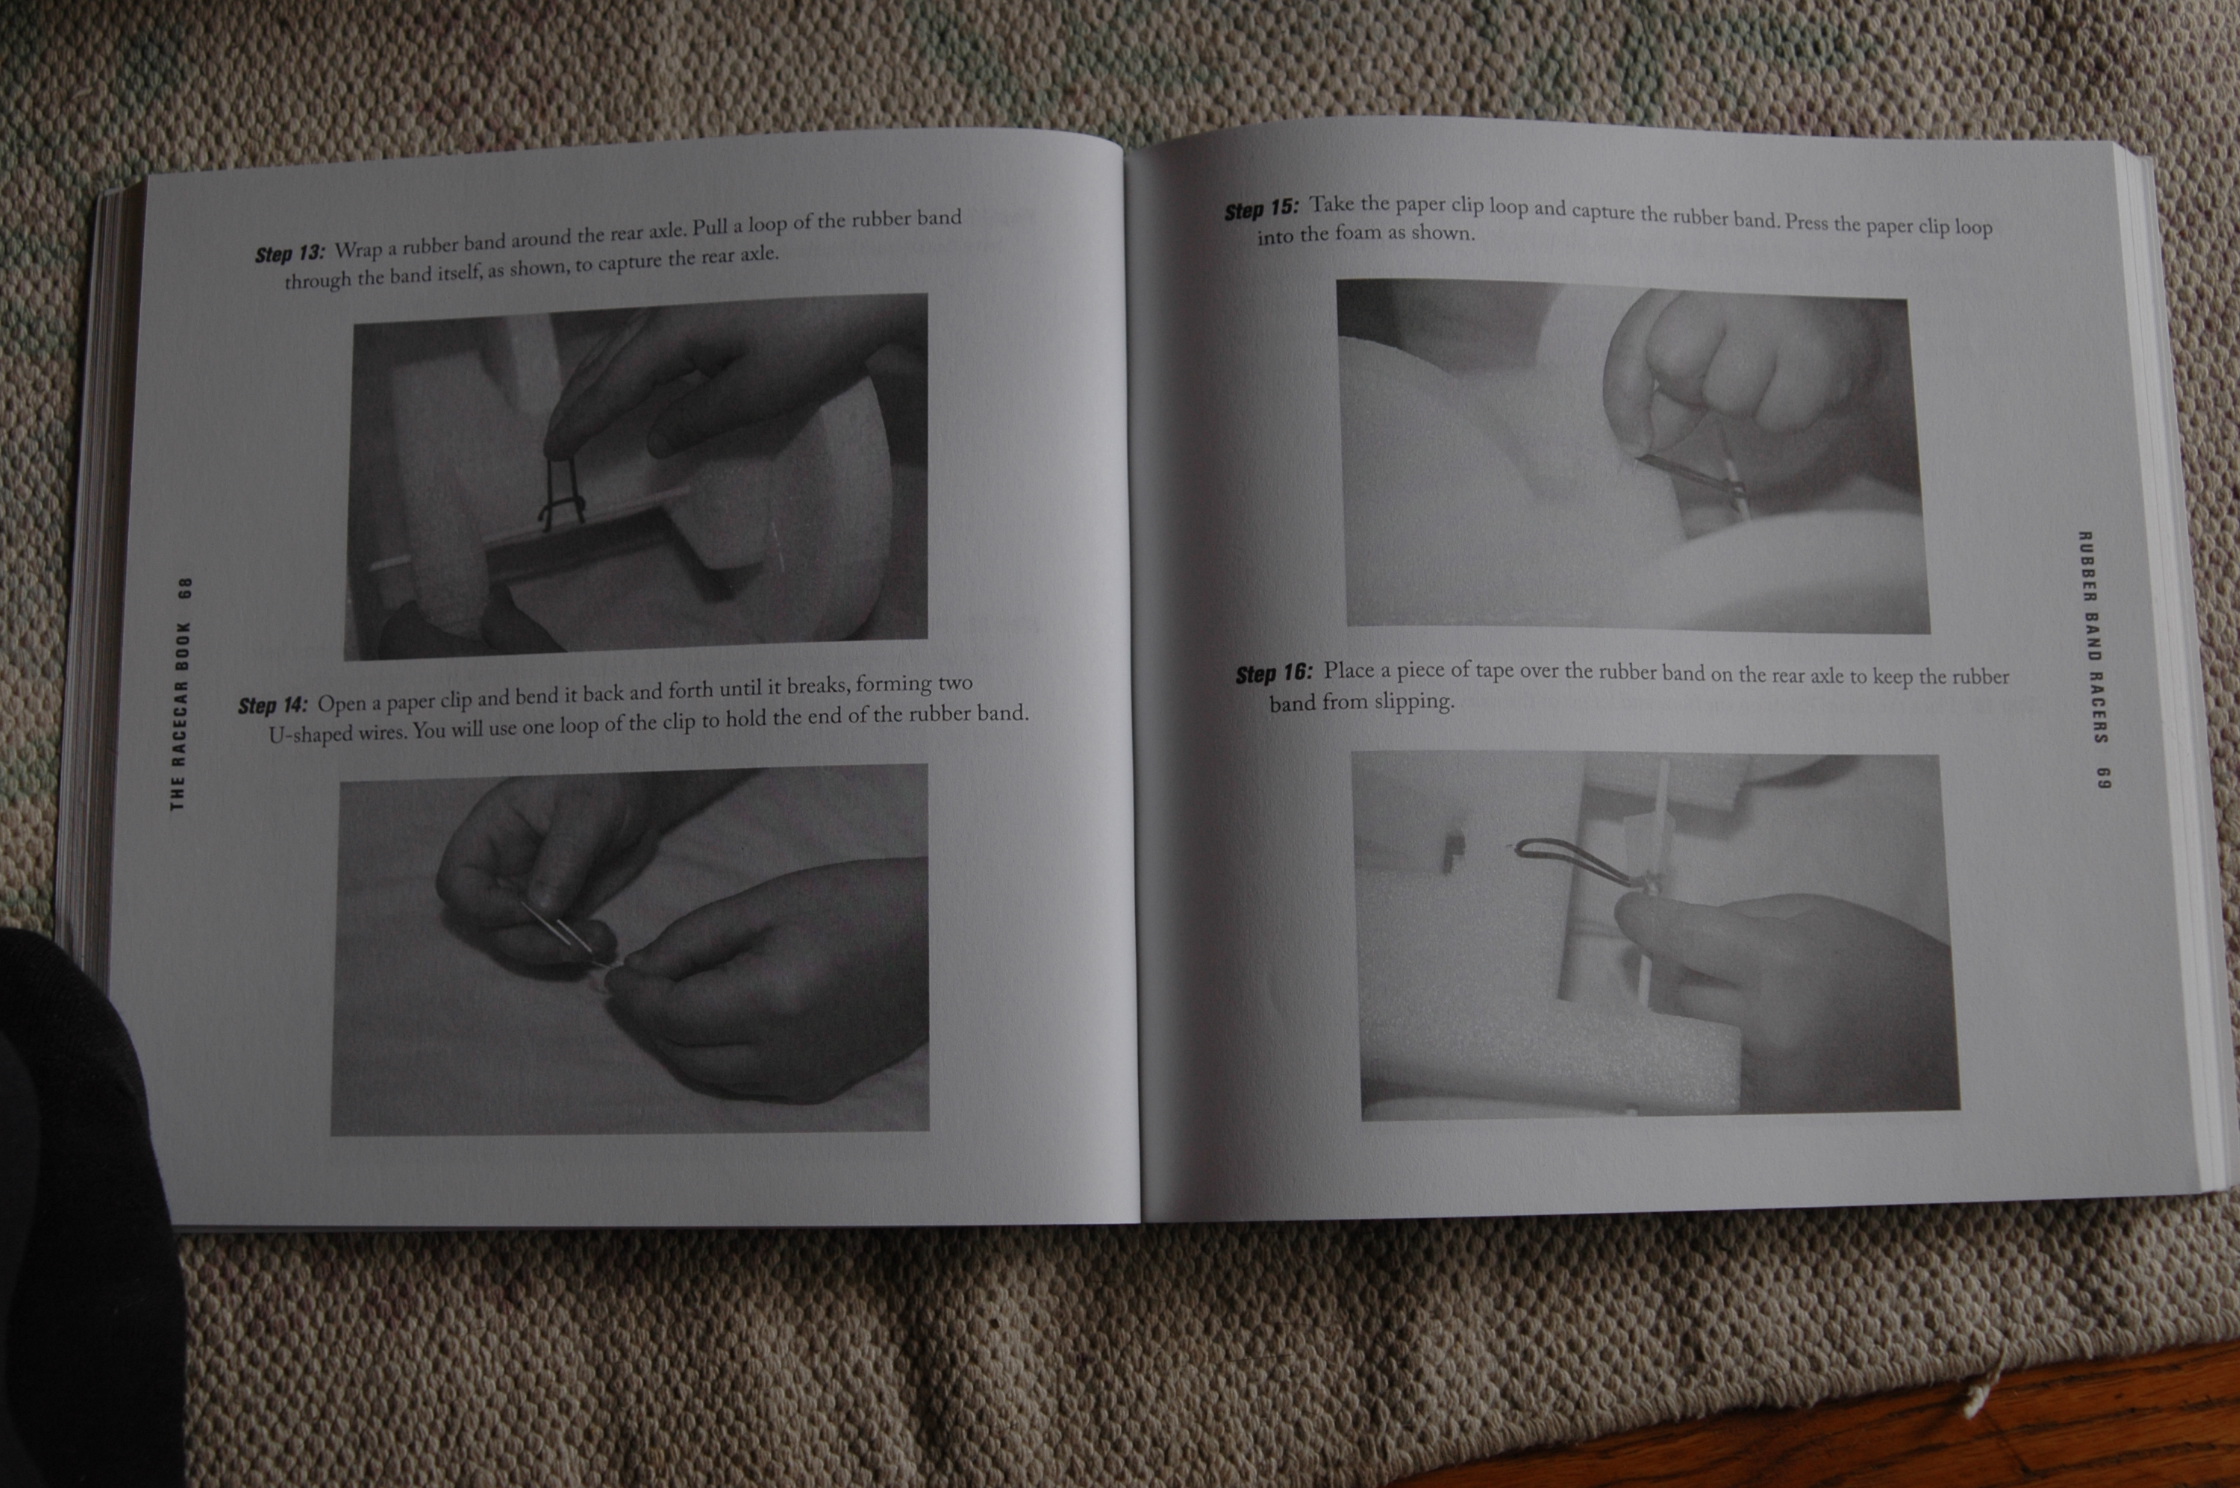 Step 13: Wrap a rubber band around the rear axle. Pull a loop of the rubber band
through the band itself, as shown, to capture the rear axle.
Step 14: Open a paper clip and bend it back and forth until it breaks, forming two
U-shaped wires. You will use one loop of the clip to hold the end of the rubber band.
THE RACECAR BOOK 68
Step 15: Take the paper clip loop and capture the rubber band. Press the paper clip loop
into the foam as shown.
Step 16: Place a piece of tape over the rubber band on the rear axle to keep the rubber
band from slipping.
RUBBER BAND RACERS 69